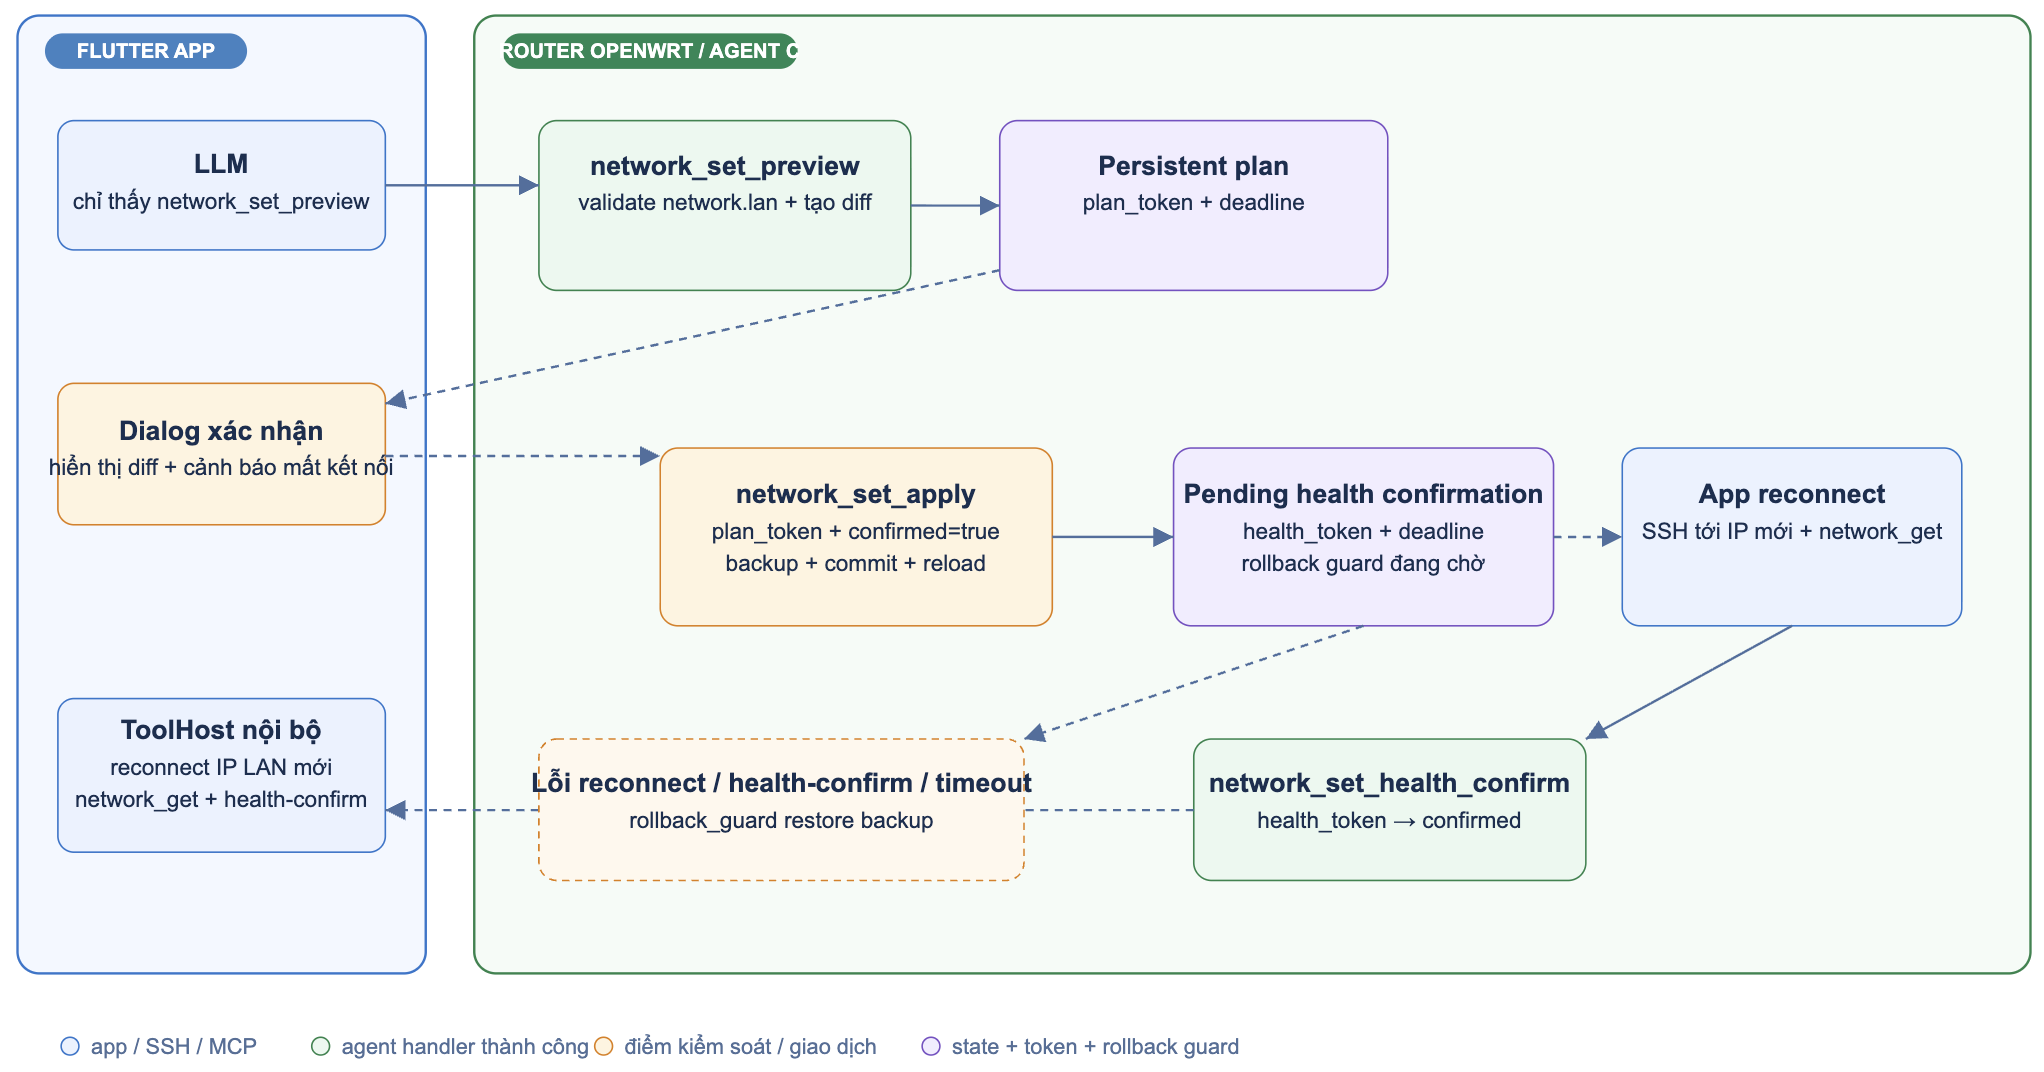 FLUTTER APP
ROUTER OPENWRT / AGENT C
LLM
chỉ thấy network_set_preview
network_set_preview
validate network.lan + tạo diff
Persistent plan
plan_token + deadline
Dialog xác nhận
hiển thị diff + cảnh báo mất kết nối
network_set_apply
plan_token + confirmed=true
backup + commit + reload
Pending health confirmation
health_token + deadline
rollback guard đang chờ
App reconnect
SSH tới IP mới + network_get
ToolHost nội bộ
reconnect IP LAN mới
network_get + health-confirm
Lỗi reconnect / health-confirm / timeout
rollback_guard restore backup
network_set_health_confirm
health_token → confirmed
app / SSH / MCP
agent handler thành công
điểm kiểm soát / giao dịch
state + token + rollback guard